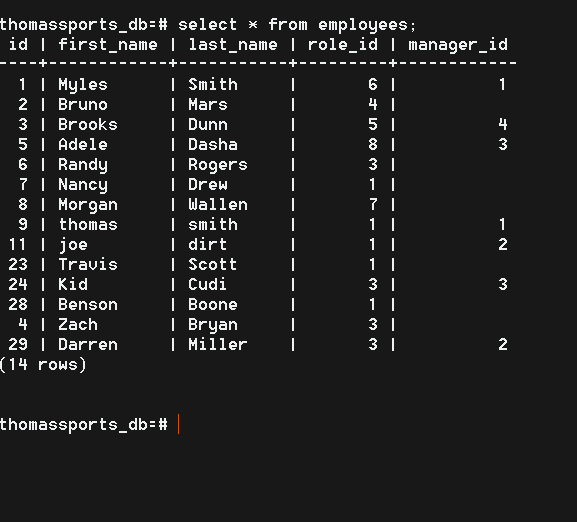 thomassports_db=# select * from employees;
 id | first_name | last_name | role_id | manager_id
----+------------+-----------+---------+------------
  1 | Myles      | Smith     |       6 |          1
  2 | Bruno      | Mars      |       4 |
  3 | Brooks     | Dunn      |       5 |          4
  5 | Adele      | Dasha     |       8 |          3
  6 | Randy      | Rogers    |       3 |
  7 | Nancy      | Drew      |       1 |
  8 | Morgan     | Wallen    |       7 |
  9 | thomas     | smith     |       1 |          1
 11 | joe        | dirt      |       1 |          2
 23 | Travis     | Scott     |       1 |
 24 | Kid        | Cudi      |       3 |          3
 28 | Benson     | Boone     |       1 |
  4 | Zach       | Bryan     |       3 |
 29 | Darren     | Miller    |       3 |          2
(14 rows)
thomassports_db=#